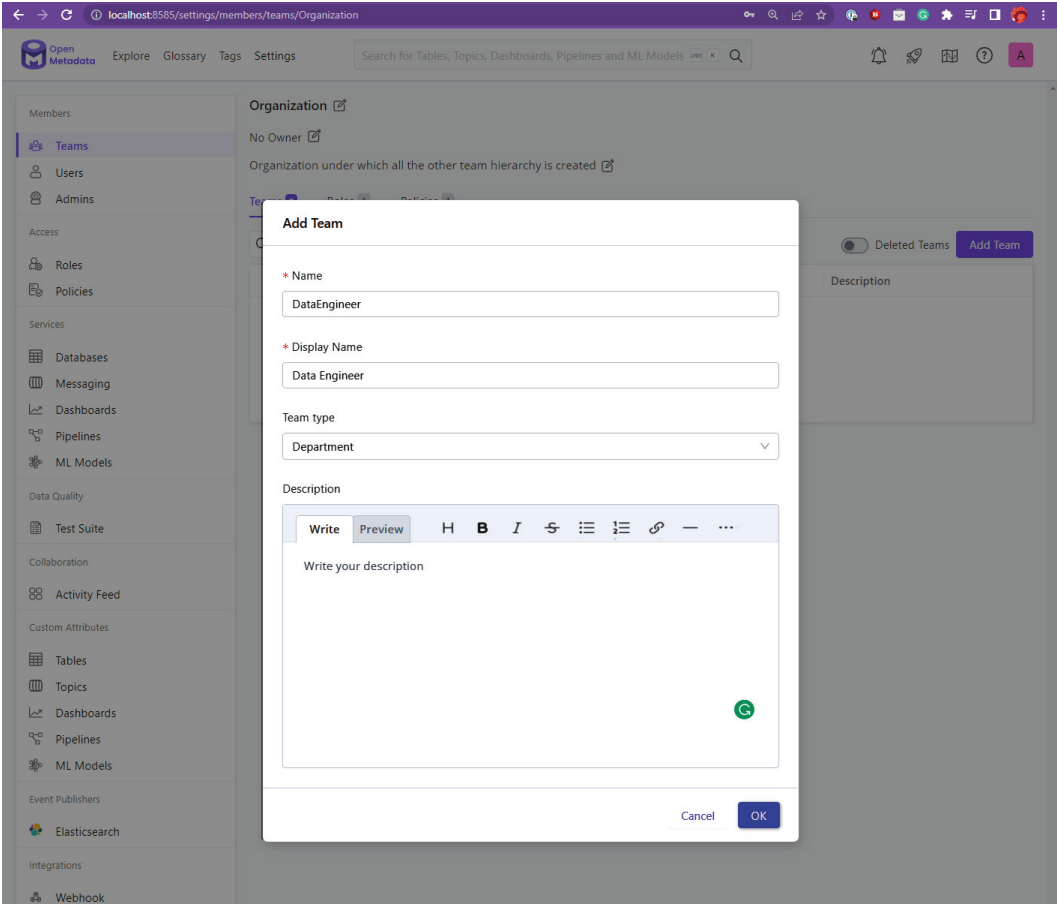 localhost:8585/settings/members/teams/Organization
Open Metadata
Explore Glossary Tags Settings
Search for Tables, Topics, Dashboards, Pipelines and ML Models ctrl K
A
Members
Teams
Users
Admins
Access
Roles
Policies
Services
Databases
Messaging
Dashboards
Pipelines
ML Models
Data Quality
Test Suite
Collaboration
Activity Feed
Custom Attributes
Tables
Topics
Dashboards
Pipelines
ML Models
Event Publishers
Elasticsearch
Integrations
Webhook
Organization
No Owner
Organization under which all the other team hierarchy is created
Deleted Teams
Add Team
Description
Add Team
* Name
DataEngineer
* Display Name
Data Engineer
Team type
Department
Description
Write Preview H B I S
Write your description
Cancel OK